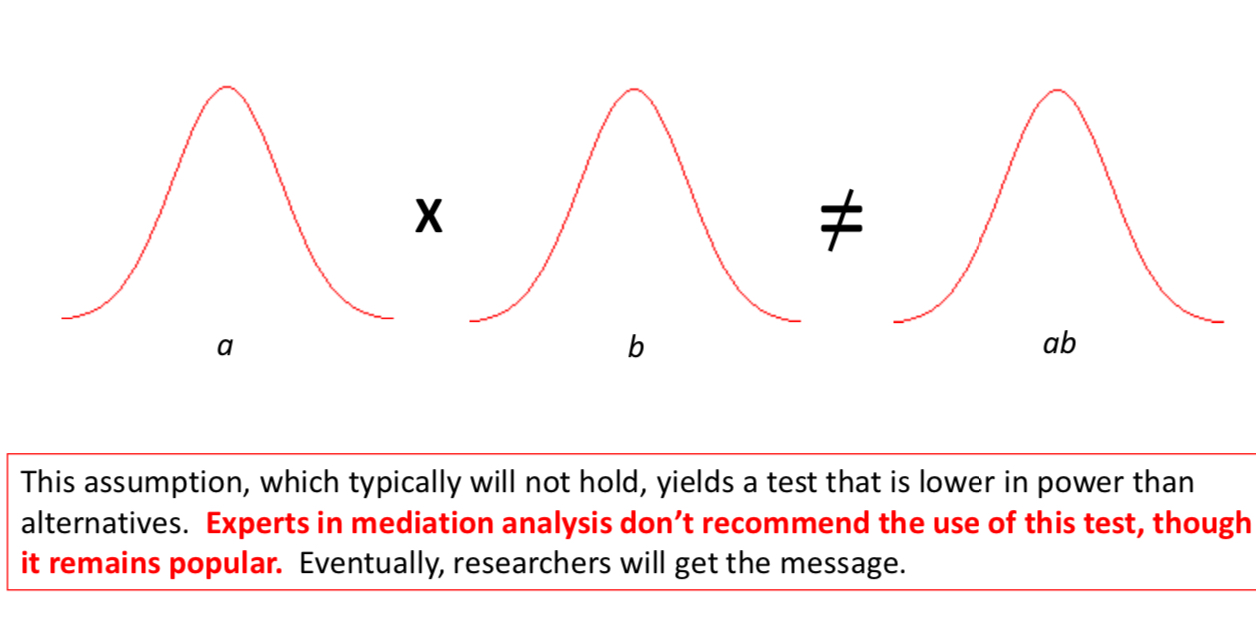 X
≠
a
b
ab
This assumption, which typically will not hold, yields a test that is lower in power than
alternatives.  Experts in mediation analysis don’t recommend the use of this test, though
it remains popular.  Eventually, researchers will get the message.